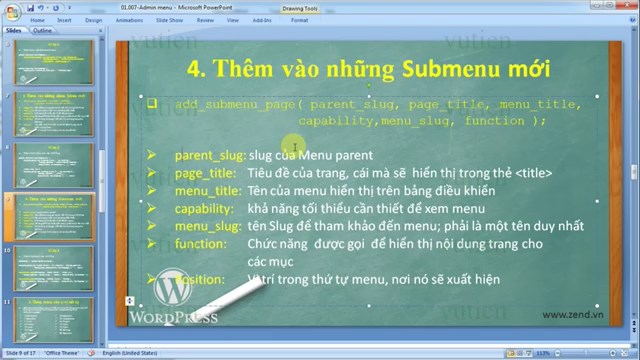 01.007-Admin menu - Microsoft PowerPoint
Drawing Tools
Home
Insert
Design
Animations
Slide Show
Review
View
Add-Ins
Format
Slides
Outline
yutien
yutien
4. Thêm vào những Submenu mới
add_submenu_page( parent_slug, page_title, menu_title,
capability,menu_slug, function );
parent_slug: slug của Menu parent
page_title: Tiêu đề của trang, cái mà sẽ hiển thị trong thẻ <title>
menu_title: Tên của menu hiển thị trên bảng điều khiển
capability: khả năng tối thiểu cần thiết để xem menu
menu_slug: tên Slug để tham khảo đến menu; phải là một tên duy nhất
function: Chức năng được gọi để hiển thị nội dung trang cho
các mục
position: Vị trí trong thứ tự menu, nơi nó sẽ xuất hiện
WORDPRESS
www.zend.vn
10
11
Slide 9 of 17
"Office Theme"
English (United States)
113%